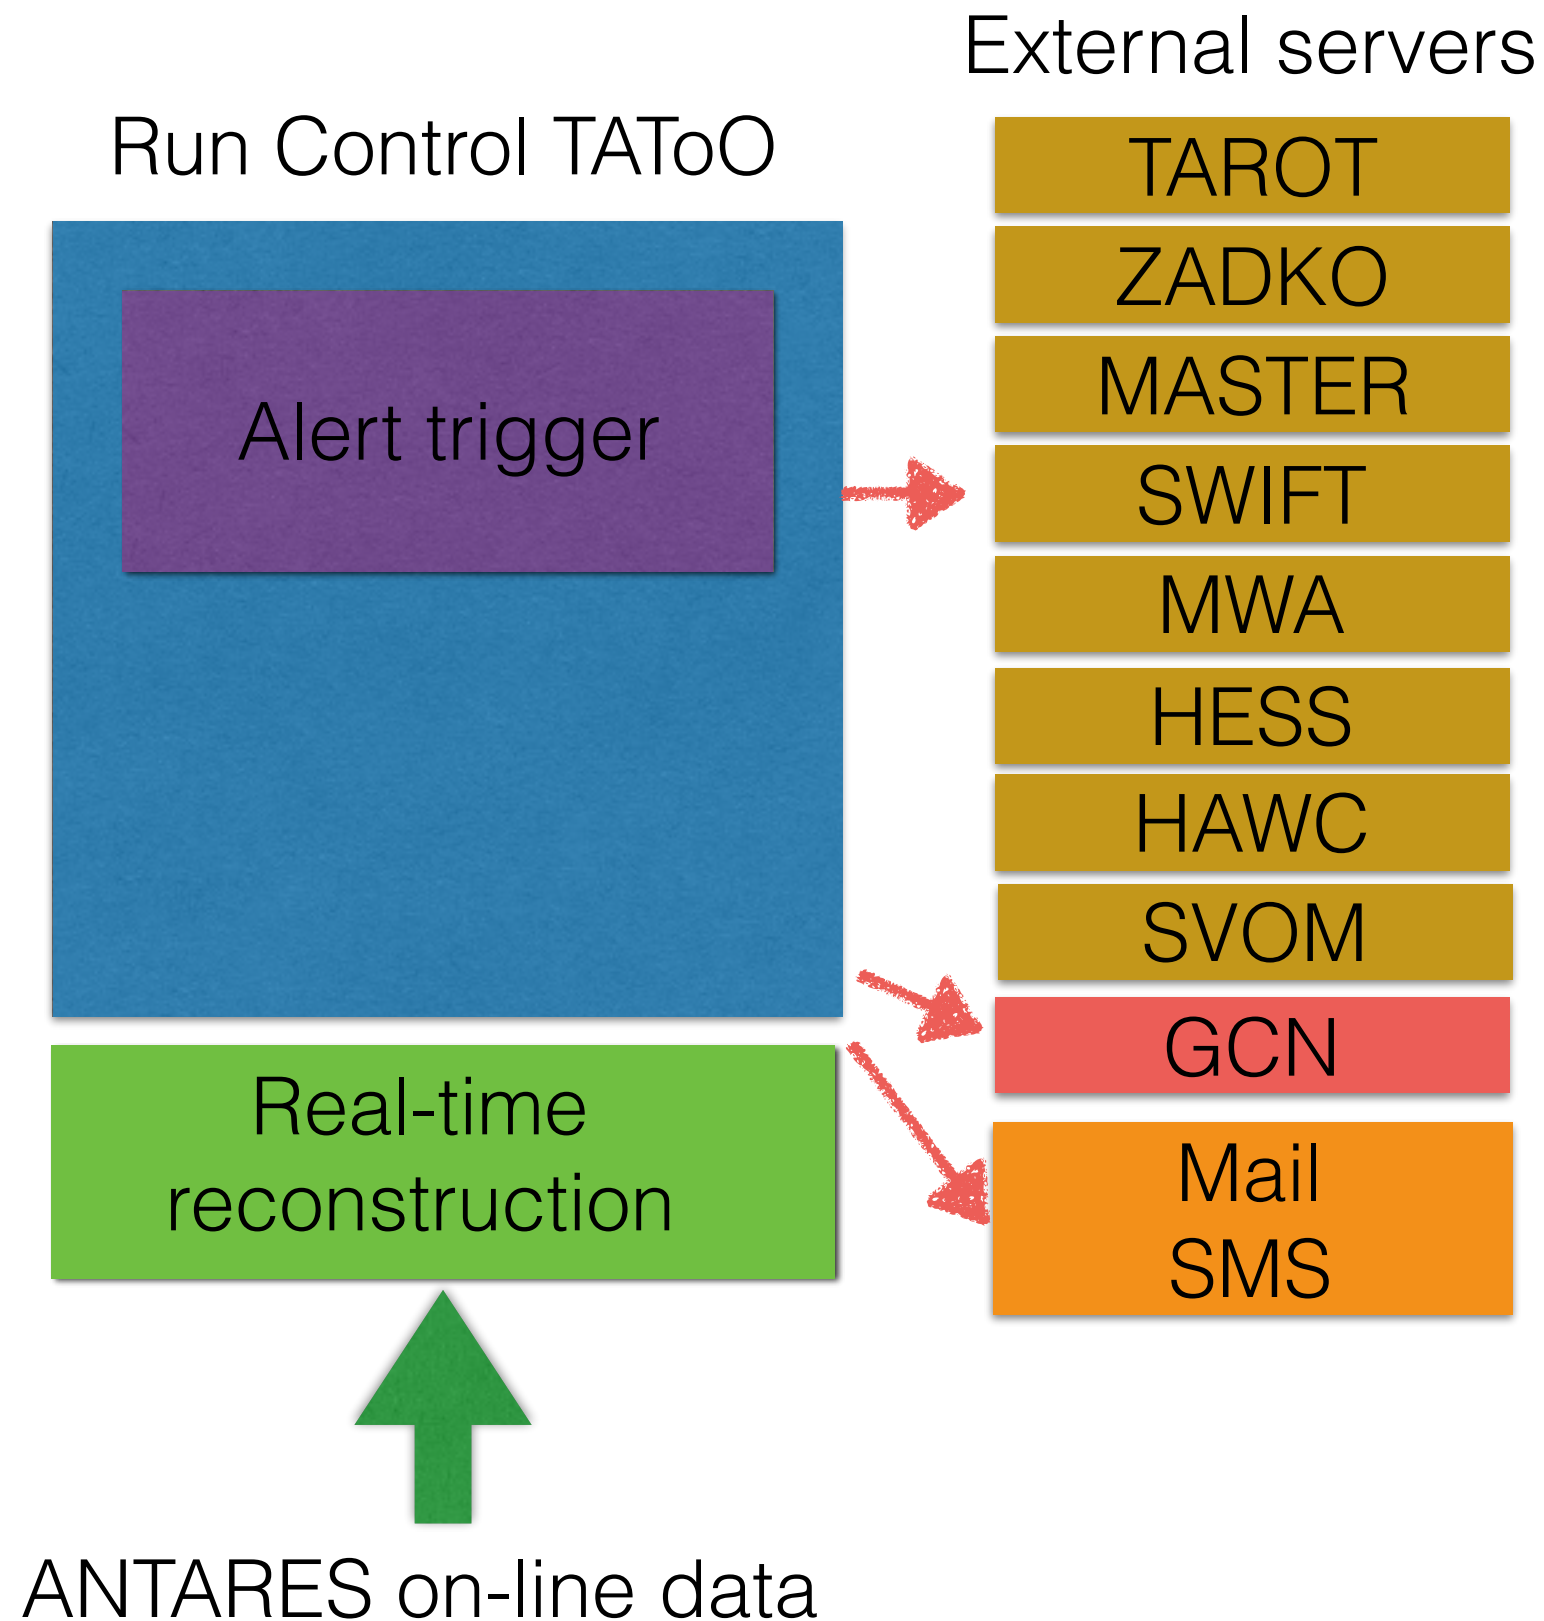 External servers
Run Control TAToO
TAROT
ZADKO
MASTER
Alert trigger
SWIFT
MWA
HESS
HAWC
SVOM
GCN
Real-time
reconstruction
Mail
SMS
ANTARES on-line data